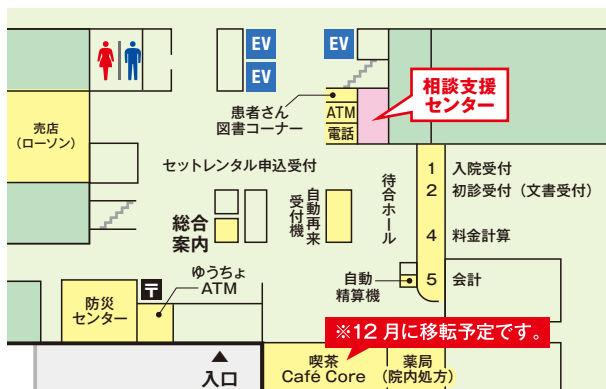 EV
EV
EV
相談支援
センター
患者さん
図書コーナー
ATM
電話
売店
(ローソン)
セットレンタル申込受付
1 入院受付
2 初診受付(文書受付)
4 料金計算
5 会計
待合ホール
自動再来
受付機
総合
案内
自動
精算機
ゆうちょ
ATM
〒
防災
センター
※12月に移転予定です。
喫茶
Café Core
薬局
(院内処方)
▲
入口